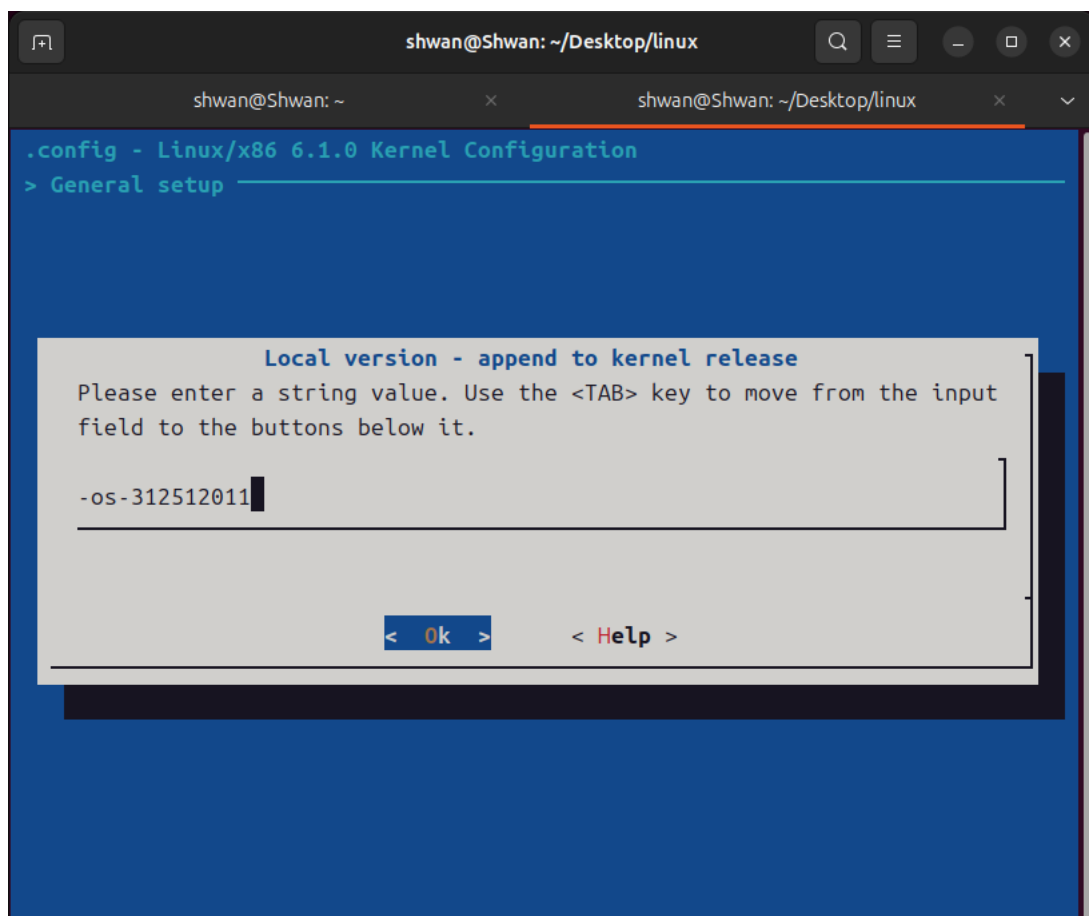 shwan@Shwan: ~/Desktop/linux
shwan@Shwan: ~
shwan@Shwan: ~/Desktop/linux
.config - Linux/x86 6.1.0 Kernel Configuration
> General setup
Local version - append to kernel release
Please enter a string value. Use the <TAB> key to move from the input
field to the buttons below it.
-os-312512011
< Ok > < Help >